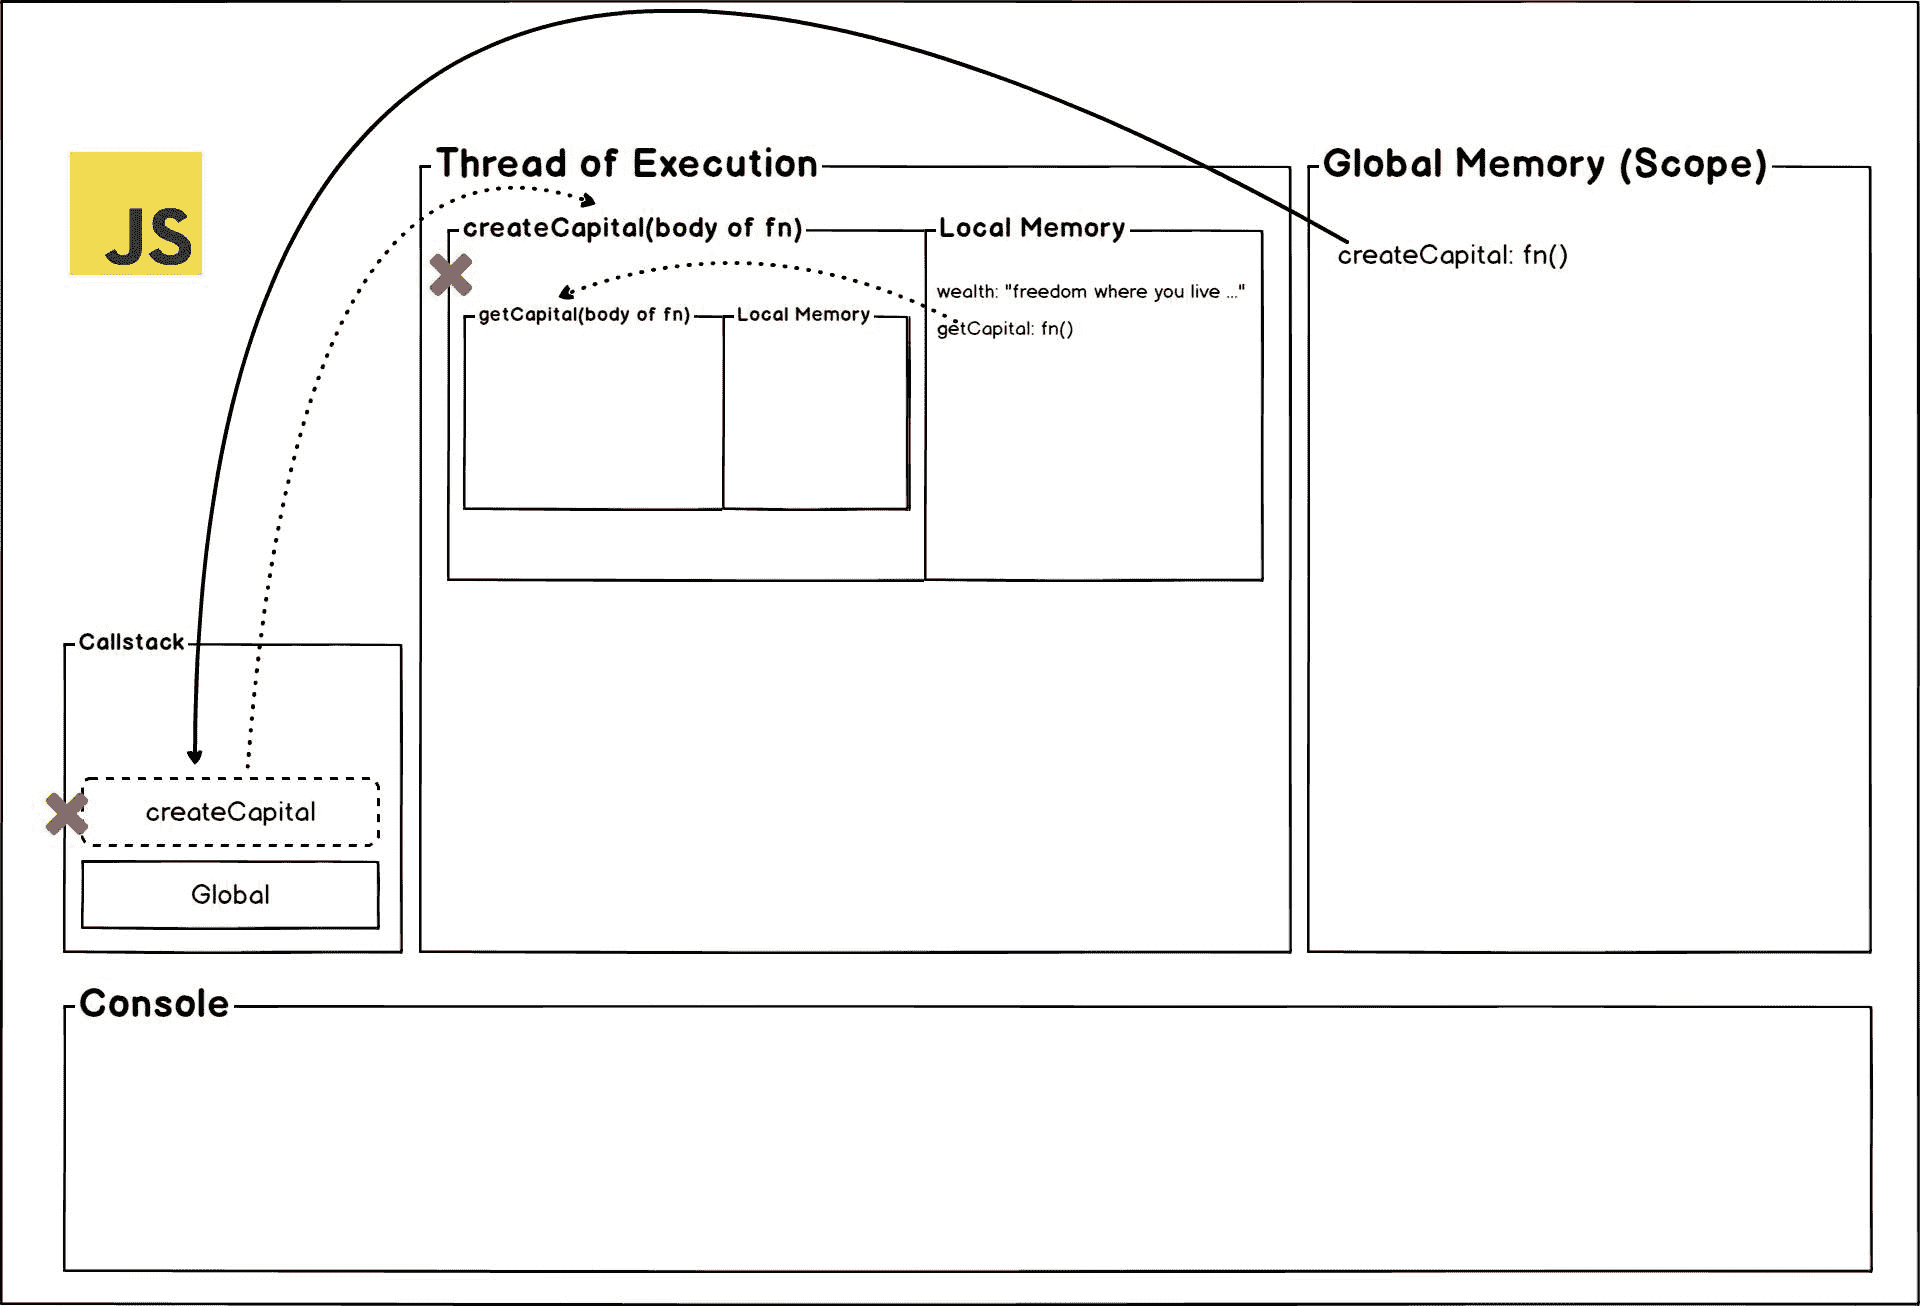 JS
Thread of Execution
createCapital(body of fn)
Local Memory
wealth: "freedom where you live ..."
getCapital: fn()
getCapital(body of fn)
Local Memory
Global Memory (Scope)
createCapital: fn()
Callstack
createCapital
Global
Console